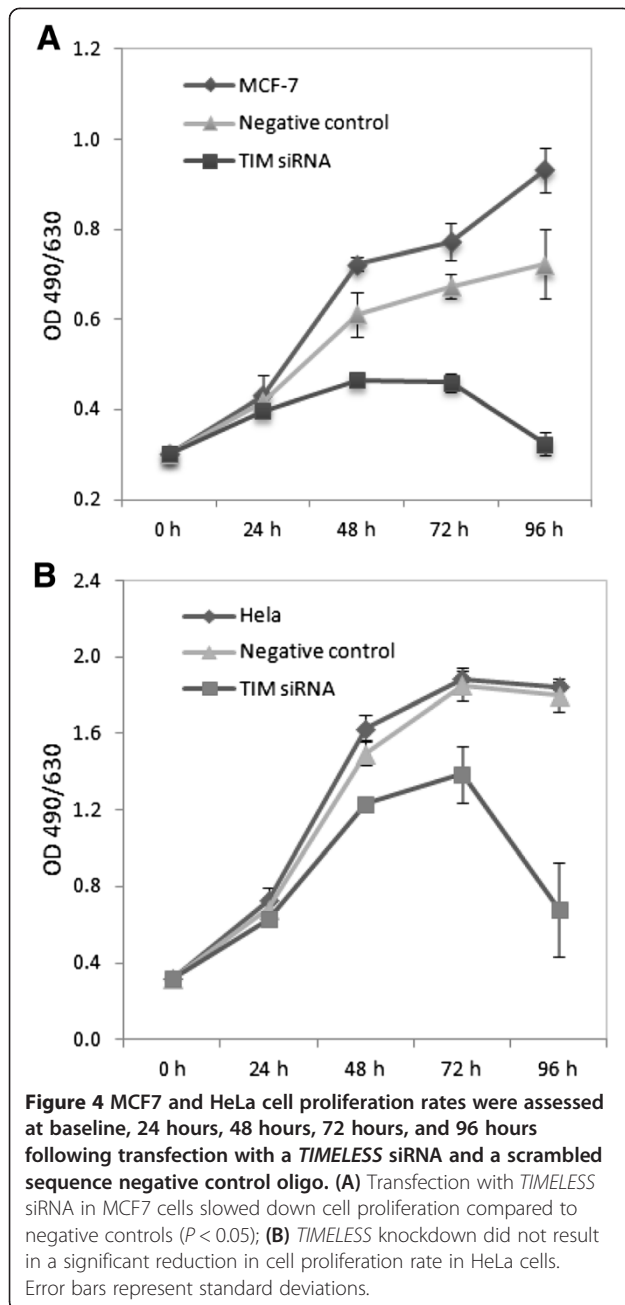 A
1.2
MCF-7
Negative control
TIM siRNA
1.0
0.8
0.6
0.4
0.2
OD 490/630
0 h 24 h 48 h 72 h 96 h
B
2.4
Hela
Negative control
TIM siRNA
2.0
1.6
1.2
0.8
0.4
0.0
OD 490/630
0 h 24 h 48 h 72 h 96 h
Figure 4 MCF7 and HeLa cell proliferation rates were assessed
at baseline, 24 hours, 48 hours, 72 hours, and 96 hours
following transfection with a TIMELESS siRNA and a scrambled
sequence negative control oligo. (A) Transfection with TIMELESS
siRNA in MCF7 cells slowed down cell proliferation compared to
negative controls (P < 0.05); (B) TIMELESS knockdown did not result
in a significant reduction in cell proliferation rate in HeLa cells.
Error bars represent standard deviations.